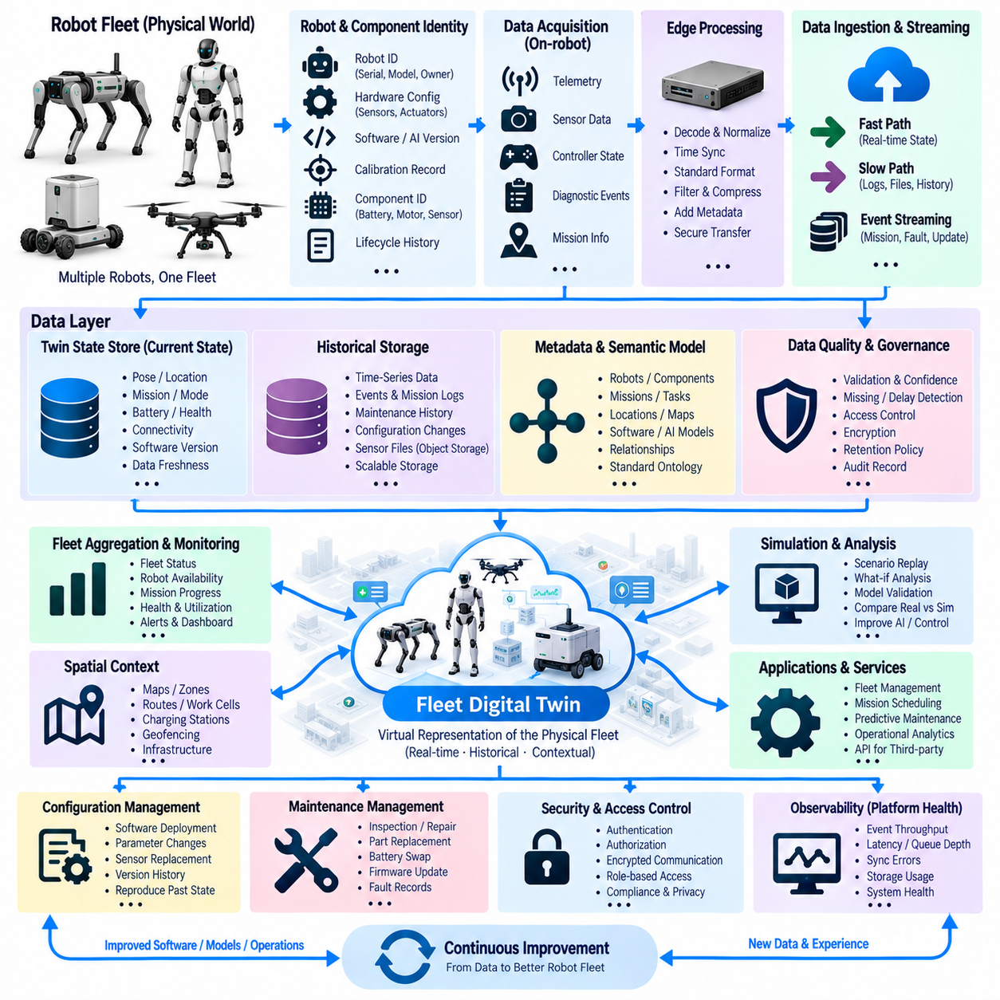 Robot Fleet (Physical World)
Multiple Robots, One Fleet
Robot & Component Identity
Robot ID
(Serial, Model, Owner)
Hardware Config
(Sensors, Actuators)
Software / AI Version
Calibration Record
Component ID
(Battery, Motor, Sensor)
Lifecycle History
• • •
Data Acquisition
(On-robot)
Telemetry
Sensor Data
Controller State
Diagnostic Events
Mission Info
• • •
Edge Processing
• Decode & Normalize
• Time Sync
• Standard Format
• Filter & Compress
• Add Metadata
• Secure Transfer
• • •
Data Ingestion & Streaming
Fast Path
(Real-time State)
Slow Path
(Logs, Files, History)
Event Streaming
(Mission, Fault, Update)
• • •
Data Layer
Twin State Store (Current State)
• Pose / Location
• Mission / Mode
• Battery / Health
• Connectivity
• Software Version
• Data Freshness
• • •
Historical Storage
• Time-Series Data
• Events & Mission Logs
• Maintenance History
• Configuration Changes
• Sensor Files (Object Storage)
• Scalable Storage
• • •
Metadata & Semantic Model
• Robots / Components
• Missions / Tasks
• Locations / Maps
• Software / AI Models
• Relationships
• Standard Ontology
• • •
Data Quality & Governance
• Validation & Confidence
• Missing / Delay Detection
• Access Control
• Encryption
• Retention Policy
• Audit Record
• • •
Fleet Aggregation & Monitoring
• Fleet Status
• Robot Availability
• Mission Progress
• Health & Utilization
• Alerts & Dashboard
• • •
Spatial Context
• Maps / Zones
• Routes / Work Cells
• Charging Stations
• Geofencing
• Infrastructure
• • •
Fleet Digital Twin
Virtual Representation of the Physical Fleet
(Real-time · Historical · Contextual)
Simulation & Analysis
• Scenario Replay
• What-if Analysis
• Model Validation
• Compare Real vs Sim
• Improve AI / Control
• • •
Applications & Services
• Fleet Management
• Mission Scheduling
• Predictive Maintenance
• Operational Analytics
• API for Third-party
• • •
Configuration Management
• Software Deployment
• Parameter Changes
• Sensor Replacement
• Version History
• Reproduce Past State
• • •
Maintenance Management
• Inspection / Repair
• Part Replacement
• Battery Swap
• Firmware Update
• Fault Records
• • •
Security & Access Control
• Authentication
• Authorization
• Encrypted Communication
• Role-based Access
• Compliance & Privacy
• • •
Observability (Platform Health)
• Event Throughput
• Latency / Queue Depth
• Sync Errors
• Storage Usage
• System Health
• • •
Improved Software / Models / Operations
Continuous Improvement
From Data to Better Robot Fleet
New Data & Experience